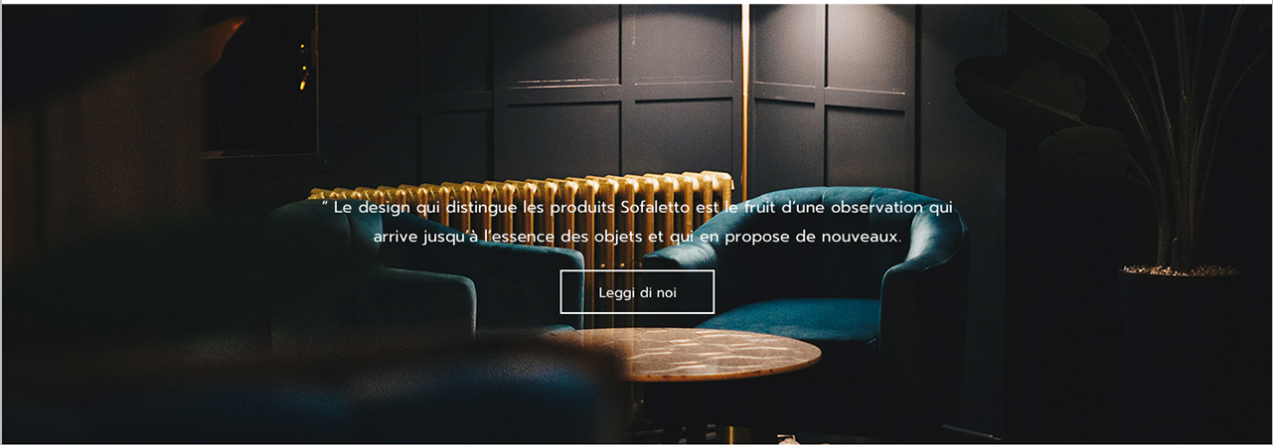 “ Le design qui distingue les produits Sofaletto est le fruit d’une observation qui
arrive jusqu’à l’essence des objets et qui en propose de nouveaux.
Leggi di noi